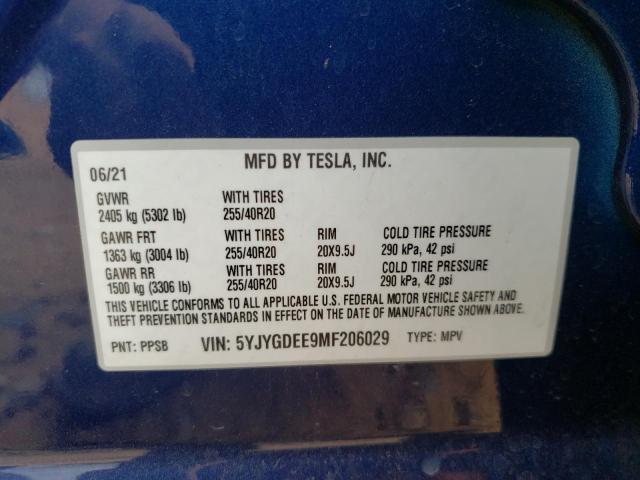 MFD BY TESLA, INC.
06/21
GVWR WITH TIRES
2405 kg (5302 lb) 255/40R20
GAWR FRT WITH TIRES RIM COLD TIRE PRESSURE
1363 kg (3004 lb) 255/40R20 20X9.5J 290 kPa, 42 psi
GAWR RR WITH TIRES RIM COLD TIRE PRESSURE
1500 kg (3306 lb) 255/40R20 20X9.5J 290 kPa, 42 psi
THIS VEHICLE CONFORMS TO ALL APPLICABLE U.S. FEDERAL MOTOR VEHICLE SAFETY AND
THEFT PREVENTION STANDARDS IN EFFECT ON THE DATE OF MANUFACTURE SHOWN ABOVE.
PNT: PPSB VIN: 5YJYGDEE9MF206029 TYPE: MPV